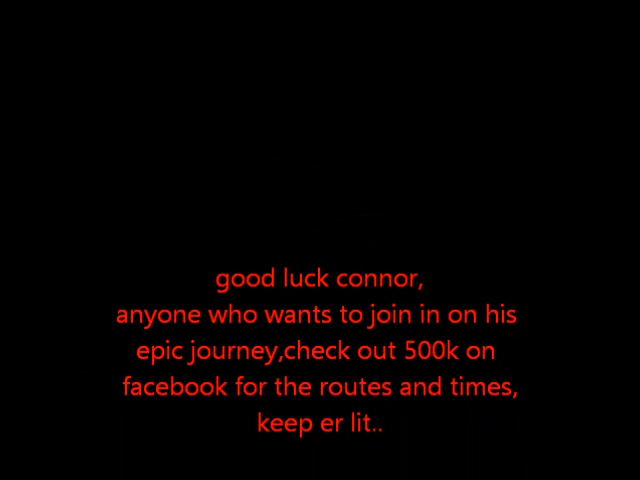 good luck connor,
anyone who wants to join in on his
epic journey,check out 500k on
facebook for the routes and times,
keep er lit..